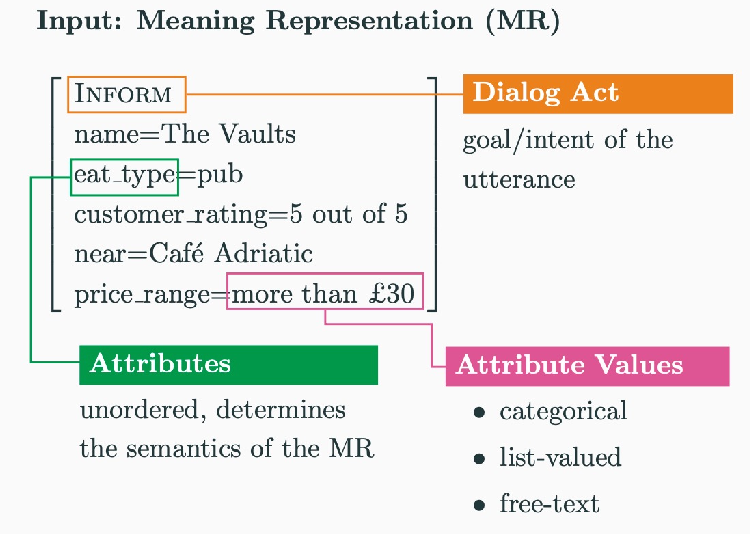 Input: Meaning Representation (MR)
INFORM
name=The Vaults
eat_type=pub
customer_rating=5 out of 5
near=Café Adriatic
price_range=more than £30
Dialog Act
goal/intent of the
utterance
Attributes
unordered, determines
the semantics of the MR
Attribute Values
• categorical
• list-valued
• free-text